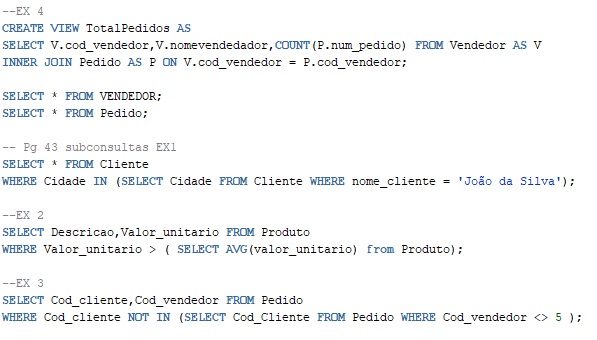 --EX 4
CREATE VIEW TotalPedidos AS
SELECT V.cod_vendedor,V.nomevendedador,COUNT(P.num_pedido) FROM Vendedor AS V
INNER JOIN Pedido AS P ON V.cod_vendedor = P.cod_vendedor;
SELECT * FROM VENDEDOR;
SELECT * FROM Pedido;
-- Pg 43 subconsultas EX1
SELECT * FROM Cliente
WHERE Cidade IN (SELECT Cidade FROM Cliente WHERE nome_cliente = 'João da Silva');
--EX 2
SELECT Descricao,Valor_unitario FROM Produto
WHERE Valor_unitario > ( SELECT AVG(valor_unitario) from Produto);
--EX 3
SELECT Cod_cliente,Cod_vendedor FROM Pedido
WHERE Cod_cliente NOT IN (SELECT Cod_Cliente FROM Pedido WHERE Cod_vendedor <> 5 );